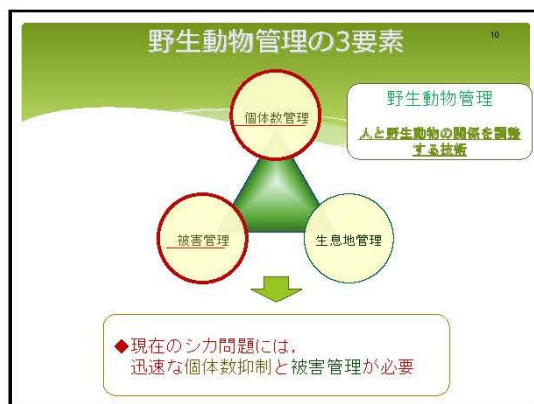 野生動物管理の3要素
10
個体数管理
野生動物管理
人と野生動物の関係を調整
する技術
被害管理
生息地管理
◆現在のシカ問題には，
迅速な個体数抑制と被害管理が必要